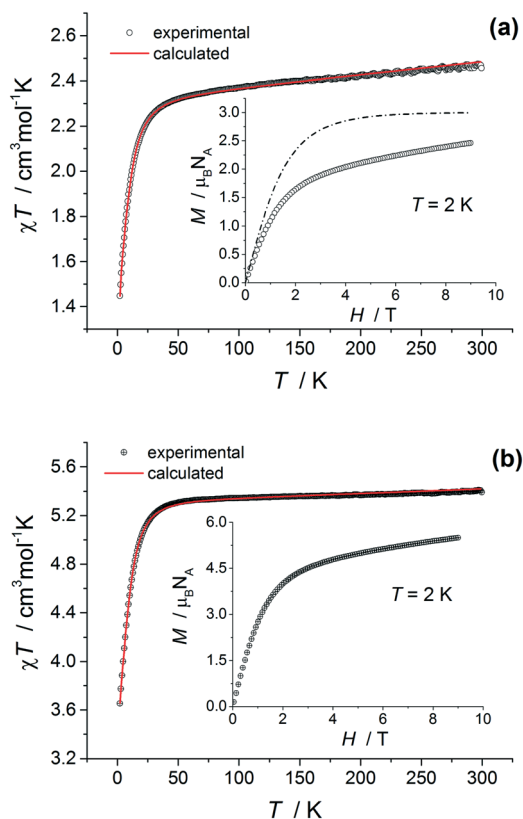 (a)
experimental
calculated
χT / cm³mol⁻¹K
2.6
2.4
2.2
2.0
1.8
1.6
1.4
M / μBNA
3.0
2.5
2.0
1.5
1.0
0.5
0.0
T = 2 K
0 2 4 6 8 10
H / T
0 50 100 150 200 250 300
T / K
(b)
experimental
calculated
χT / cm³mol⁻¹K
5.6
5.2
4.8
4.4
4.0
3.6
3.2
M / μBNA
6.0
4.5
3.0
1.5
0.0
T = 2 K
0 2 4 6 8 10
H / T
0 50 100 150 200 250 300
T / K